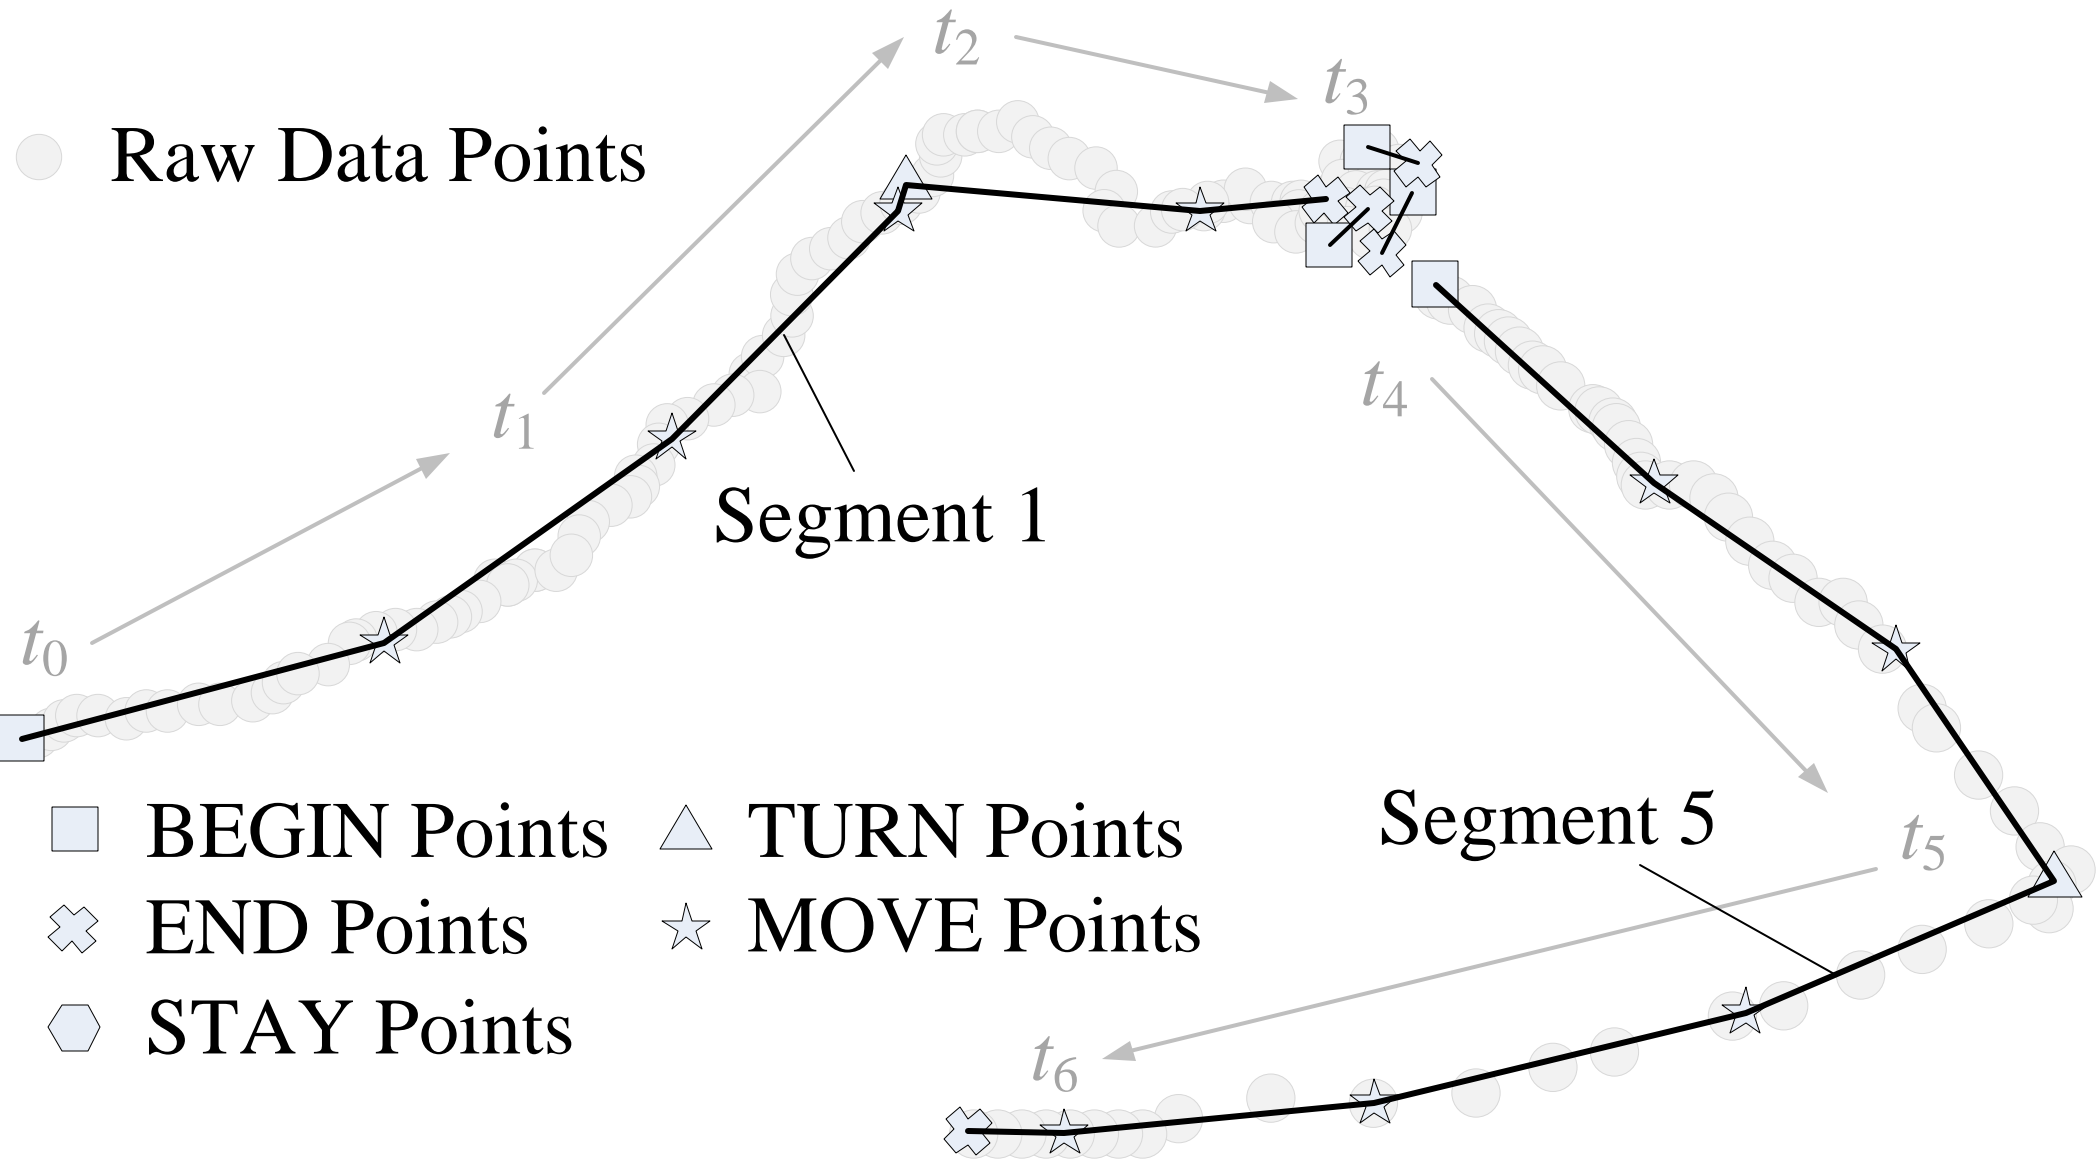 t2
t3
Raw Data Points
t4
t1
Segment 1
t0
Segment 5
BEGIN Points
TURN Points
t5
END Points
MOVE Points
STAY Points
t6